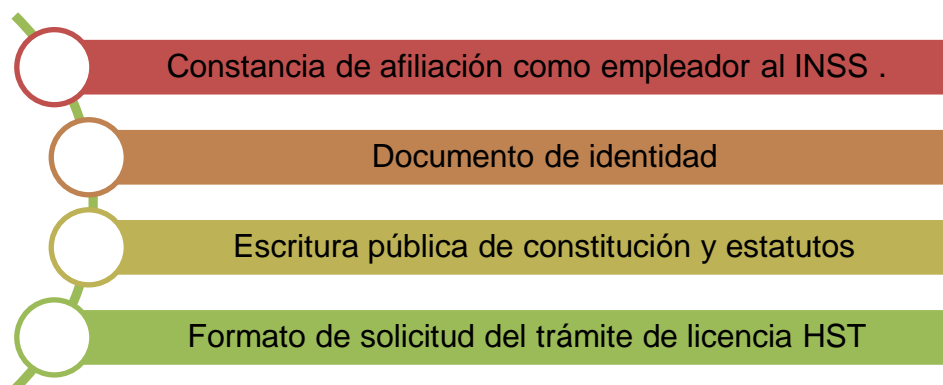 Constancia de afiliación como empleador al INSS .
Documento de identidad
Escritura pública de constitución y estatutos
Formato de solicitud del trámite de licencia HST